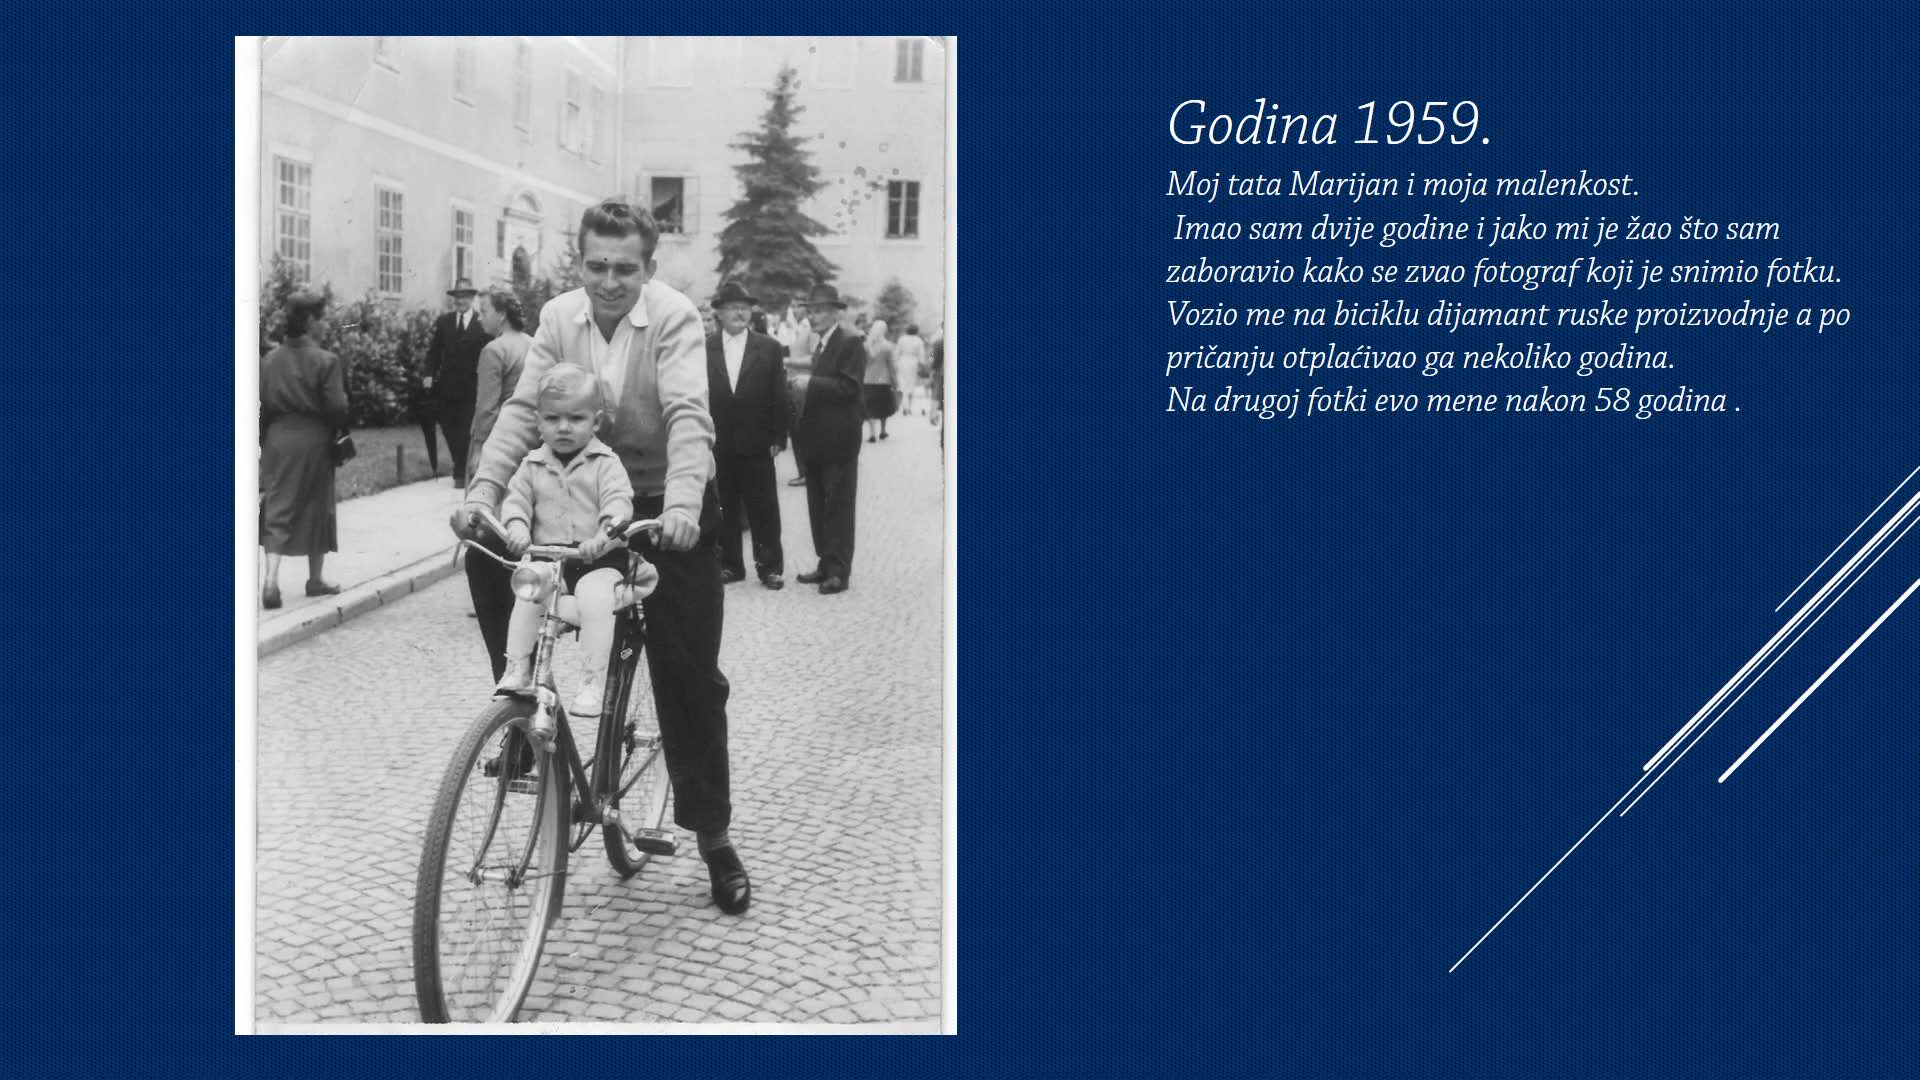 Godina 1959.
Moj tata Marijan i moja malenkost.
Imao sam dvije godine i jako mi je žao što sam
zaboravio kako se zvao fotograf koji je snimio fotku.
Vozio me na biciklu dijamant ruske proizvodnje a po
pričanju otplaćivao ga nekoliko godina.
Na drugoj fotki evo mene nakon 58 godina .